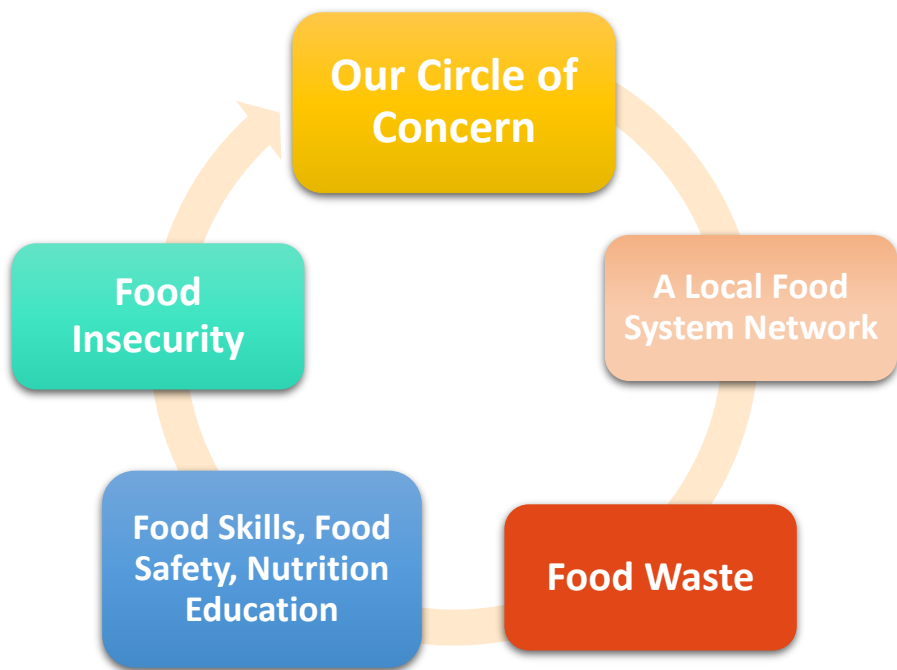 Our Circle of
Concern
A Local Food
System Network
Food Waste
Food Skills, Food
Safety, Nutrition
Education
Food
Insecurity